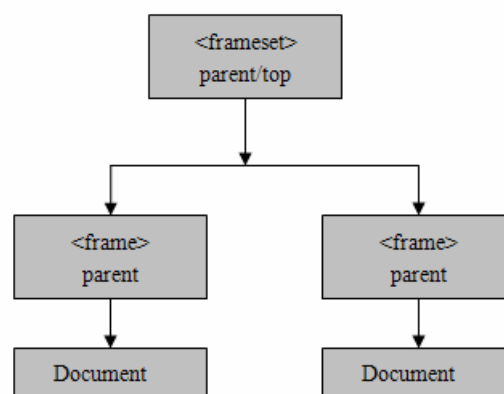 <frameset>
parent/top
<frame>
parent
<frame>
parent
Document
Document